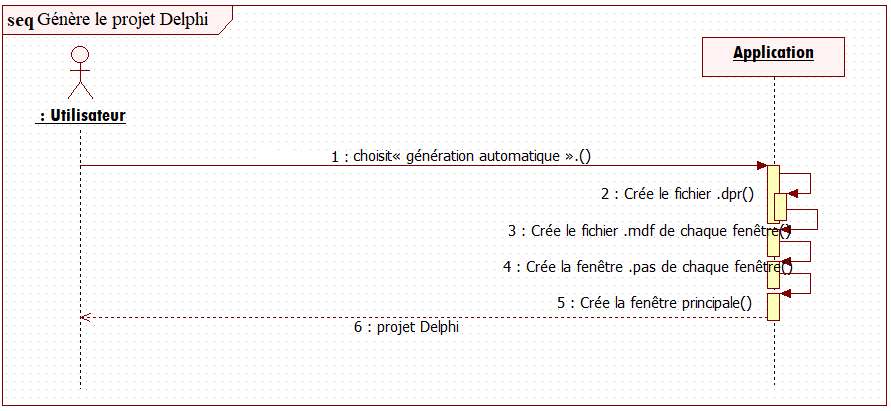 seq Génère le projet Delphi
Application
: Utilisateur
1 : choisit« génération automatique ».()
2 : Crée le fichier .dpr()
3 : Crée le fichier .mdf de chaque fenêtre()
4 : Crée la fenêtre .pas de chaque fenêtre()
5 : Crée la fenêtre principale()
6 : projet Delphi